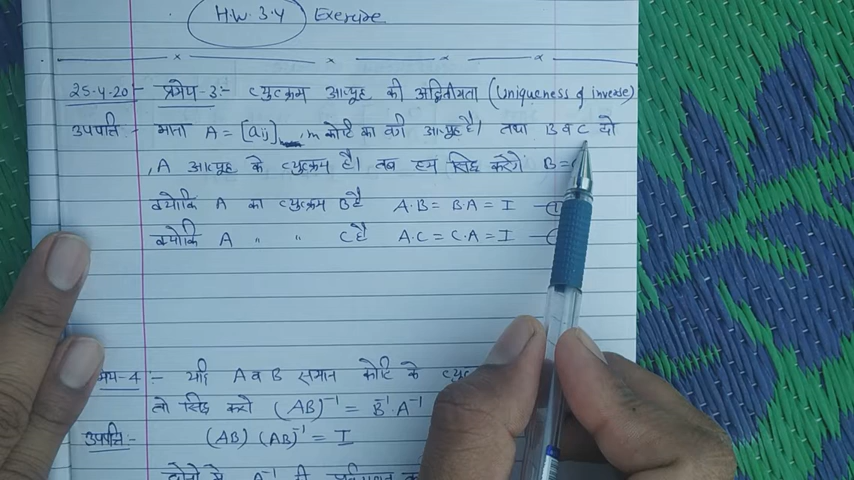 H.W. 3.4 Exercise
25-4-20 प्रमेय-3:- व्युत्क्रम आव्यूह की अद्वितीयता (Uniqueness of inverse)
उपपति - माना A = [aij] m कोटि का वर्ग आव्यूह है। तथा B व C दो
, A आव्यूह के व्युत्क्रम है। तब हम सिद्ध करेगें B =
क्योंकि A का व्युत्क्रम B है A.B = B.A = I
क्योंकि A " " C है A.C = C.A = I
-4 :- यदि A व B समान कोटि के
तो सिद्ध करो (AB)⁻¹ = B⁻¹.A⁻¹
उपपति:- (AB) (AB)⁻¹ = I